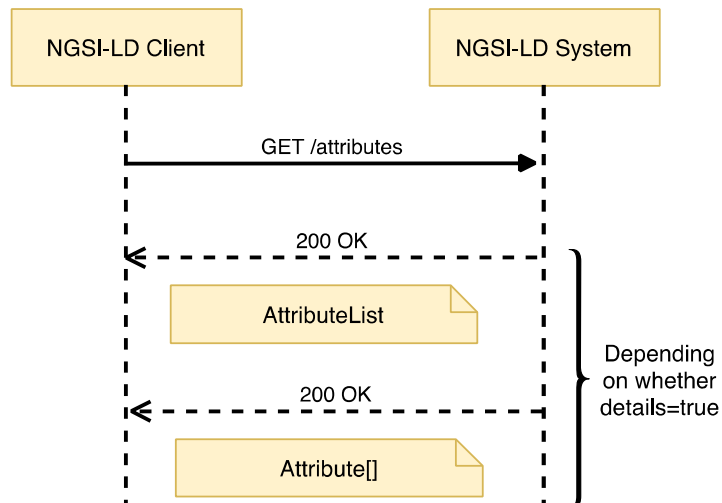 NGSI-LD Client
NGSI-LD System
GET /attributes
200 OK
AttributeList
Depending
on whether
details=true
200 OK
Attribute[]